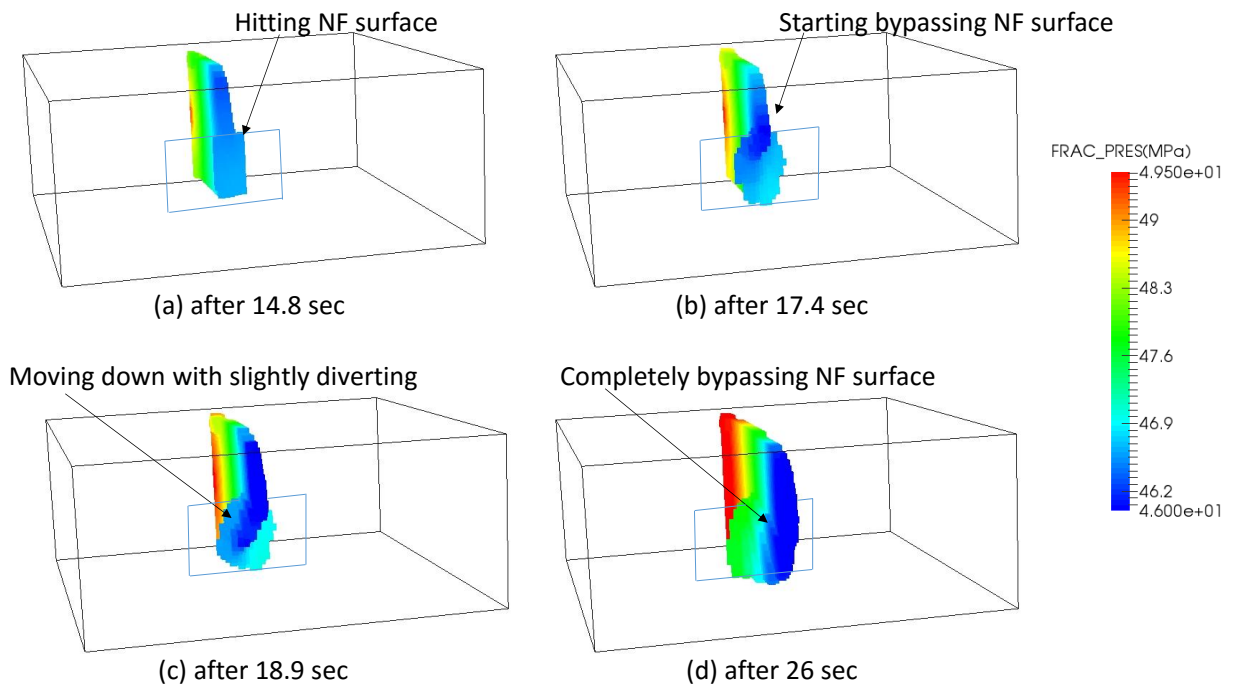 Hitting NF surface
Starting bypassing NF surface
(a) after 14.8 sec
(b) after 17.4 sec
FRAC_PRES(MPa)
4.950e+01
49
48.3
47.6
46.9
46.2
4.600e+01
Moving down with slightly diverting
Completely bypassing NF surface
(c) after 18.9 sec
(d) after 26 sec